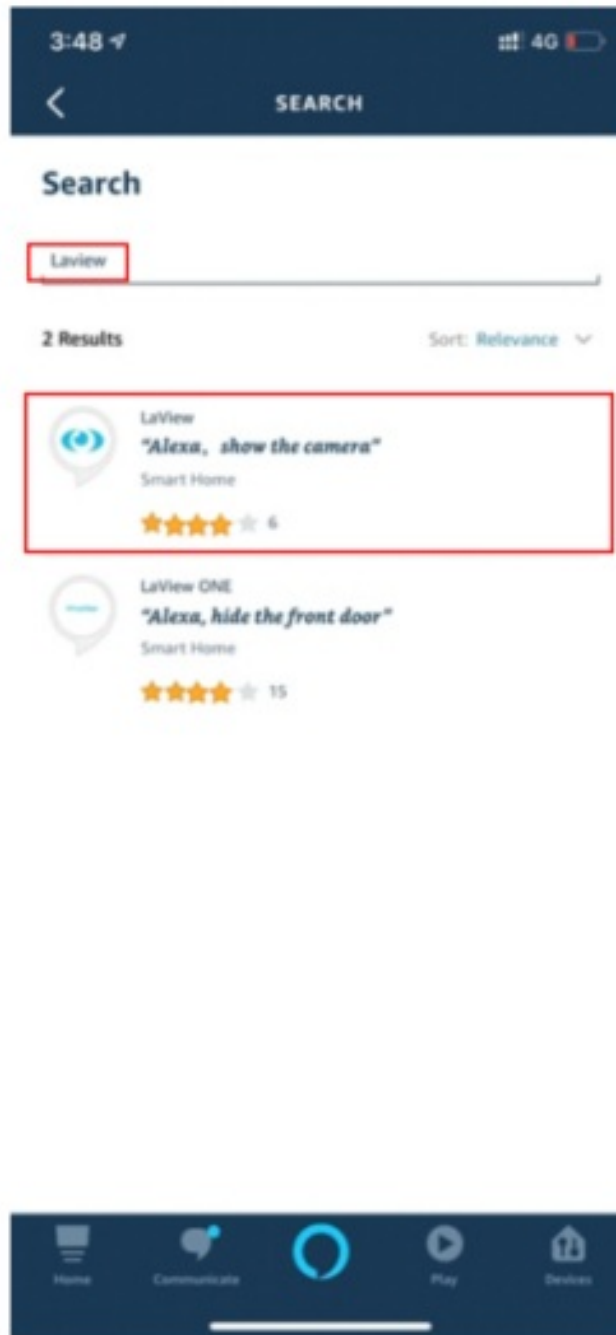 3:48
4G
SEARCH
Search
Laview
2 Results
Sort: Relevance
LaView
"Alexa, show the camera"
Smart Home
6
LaView ONE
"Alexa, hide the front door"
Smart Home
15
Home Communicate Play Devices